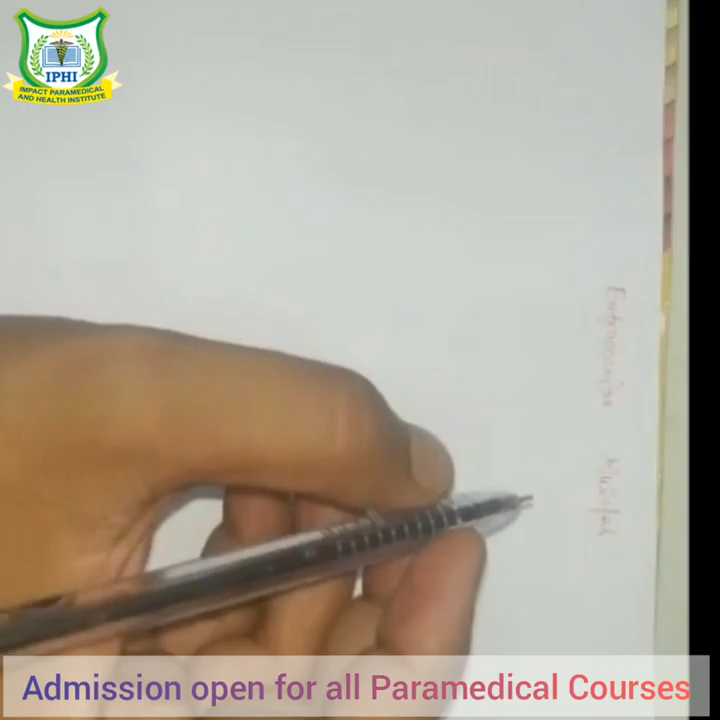 IPHI
IMPACT PARAMEDICAL
AND HEALTH INSTITUTE
Admission open for all Paramedical Courses